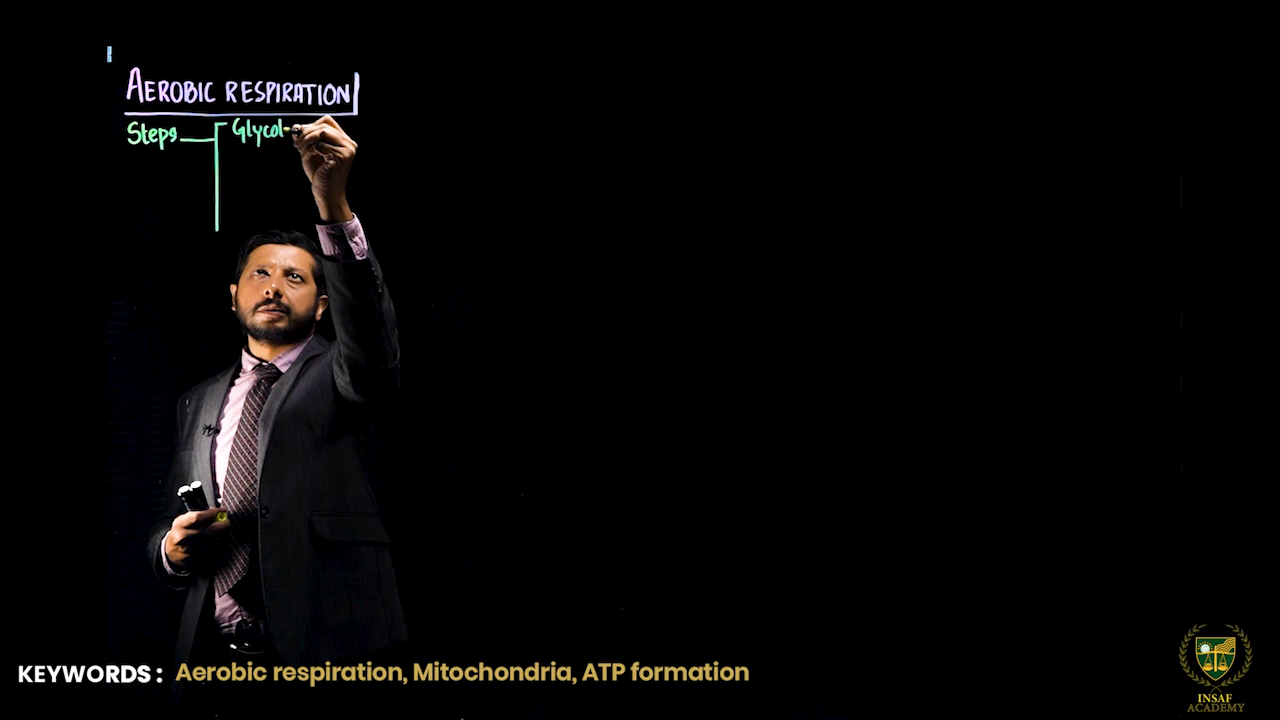 AEROBIC RESPIRATION
Steps Glycol
KEYWORDS : Aerobic respiration, Mitochondria, ATP formation
INSAF
ACADEMY